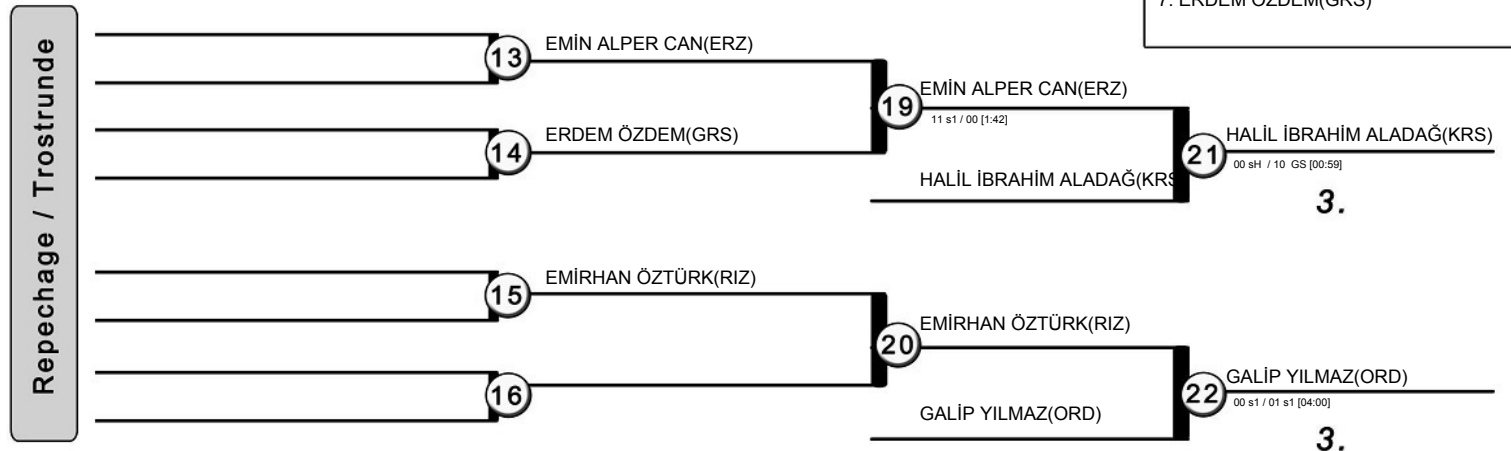 7. ERDEM ÖZDEM(GRS)
Repechage / Trostrunde
13
EMİN ALPER CAN(ERZ)
14
ERDEM ÖZDEM(GRS)
19
EMİN ALPER CAN(ERZ)
11 s1 / 00 [1:42]
HALİL İBRAHİM ALADAĞ(KRS
21
HALİL İBRAHİM ALADAĞ(KRS)
00 sH / 10 GS [00:59]
3.
15
EMİRHAN ÖZTÜRK(RIZ)
16
20
EMİRHAN ÖZTÜRK(RIZ)
GALİP YILMAZ(ORD)
22
GALİP YILMAZ(ORD)
00 s1 / 01 s1 [04:00]
3.